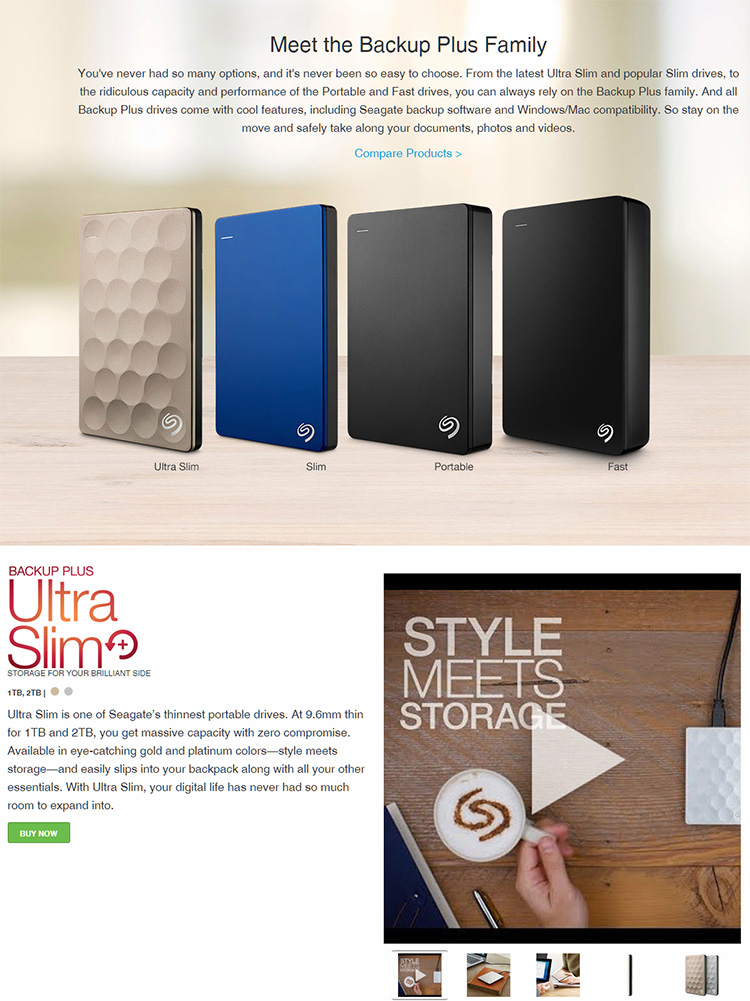 Meet the Backup Plus Family
You've never had so many options, and it's never been so easy to choose. From the latest Ultra Slim and popular Slim drives, to
the ridiculous capacity and performance of the Portable and Fast drives, you can always rely on the Backup Plus family. And all
Backup Plus drives come with cool features, including Seagate backup software and Windows/Mac compatibility. So stay on the
move and safely take along your documents, photos and videos.
Compare Products >
Ultra Slim
Slim
Portable
Fast
BACKUP PLUS
Ultra
Slim
STORAGE FOR YOUR BRILLIANT SIDE
1TB, 2TB |
Ultra Slim is one of Seagate's thinnest portable drives. At 9.6mm thin
for 1TB and 2TB, you get massive capacity with zero compromise.
Available in eye-catching gold and platinum colors—style meets
storage—and easily slips into your backpack along with all your other
essentials. With Ultra Slim, your digital life has never had so much
room to expand into.
BUY NOW
STYLE
MEETS
STORAGE
STYLE
MEETS
STORAGE